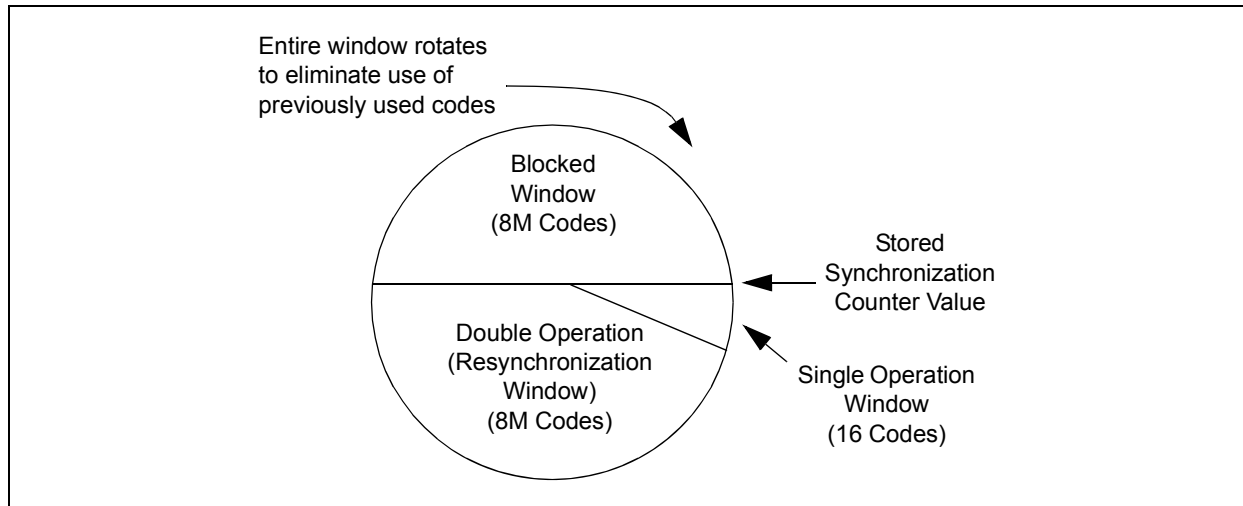 Entire window rotates
to eliminate use of
previously used codes
Blocked
Window
(8M Codes)
Stored
Synchronization
Counter Value
Double Operation
(Resynchronization
Window)
(8M Codes)
Single Operation
Window
(16 Codes)